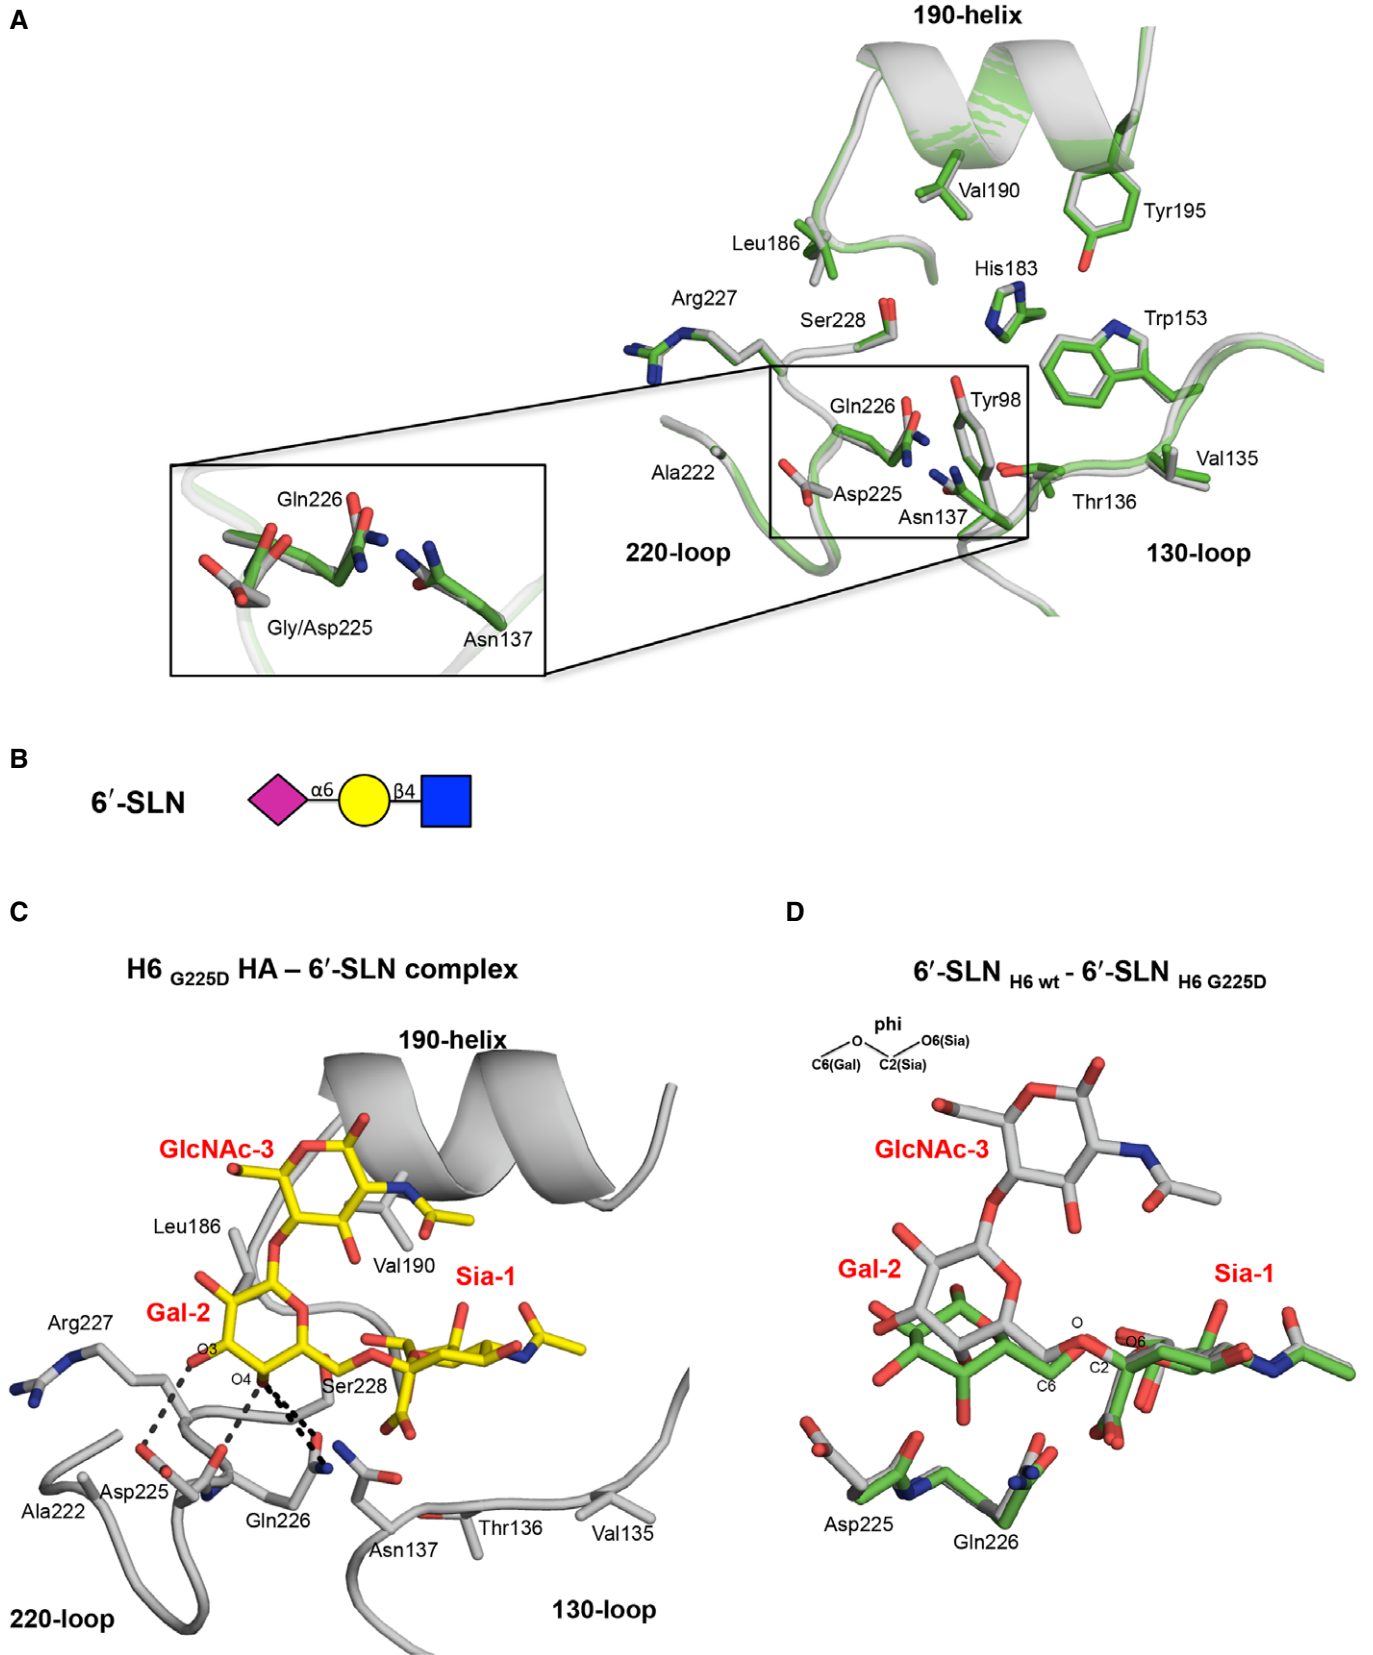 A
190-helix
Val190
Tyr195
Leu186
His183
Arg227
Ser228
Trp153
Gln226
Tyr98
Ala222
Asp225
Val135
Asn137
Thr136
220-loop
130-loop
Gln226
Gly/Asp225
Asn137
B
6′-SLN
α6
β4
C
H6 G225D HA – 6′-SLN complex
190-helix
GlcNAc-3
Leu186
Val190
Sia-1
Gal-2
Arg227
O3
O4
Ser228
Asp225
Ala222
Gln226
Thr136
Val135
Asn137
220-loop
130-loop
D
6′-SLN H6 wt - 6′-SLN H6 G225D
phi
O
O6(Sia)
C6(Gal)
C2(Sia)
GlcNAc-3
Gal-2
Sia-1
O
O6
C2
C6
Asp225
Gln226